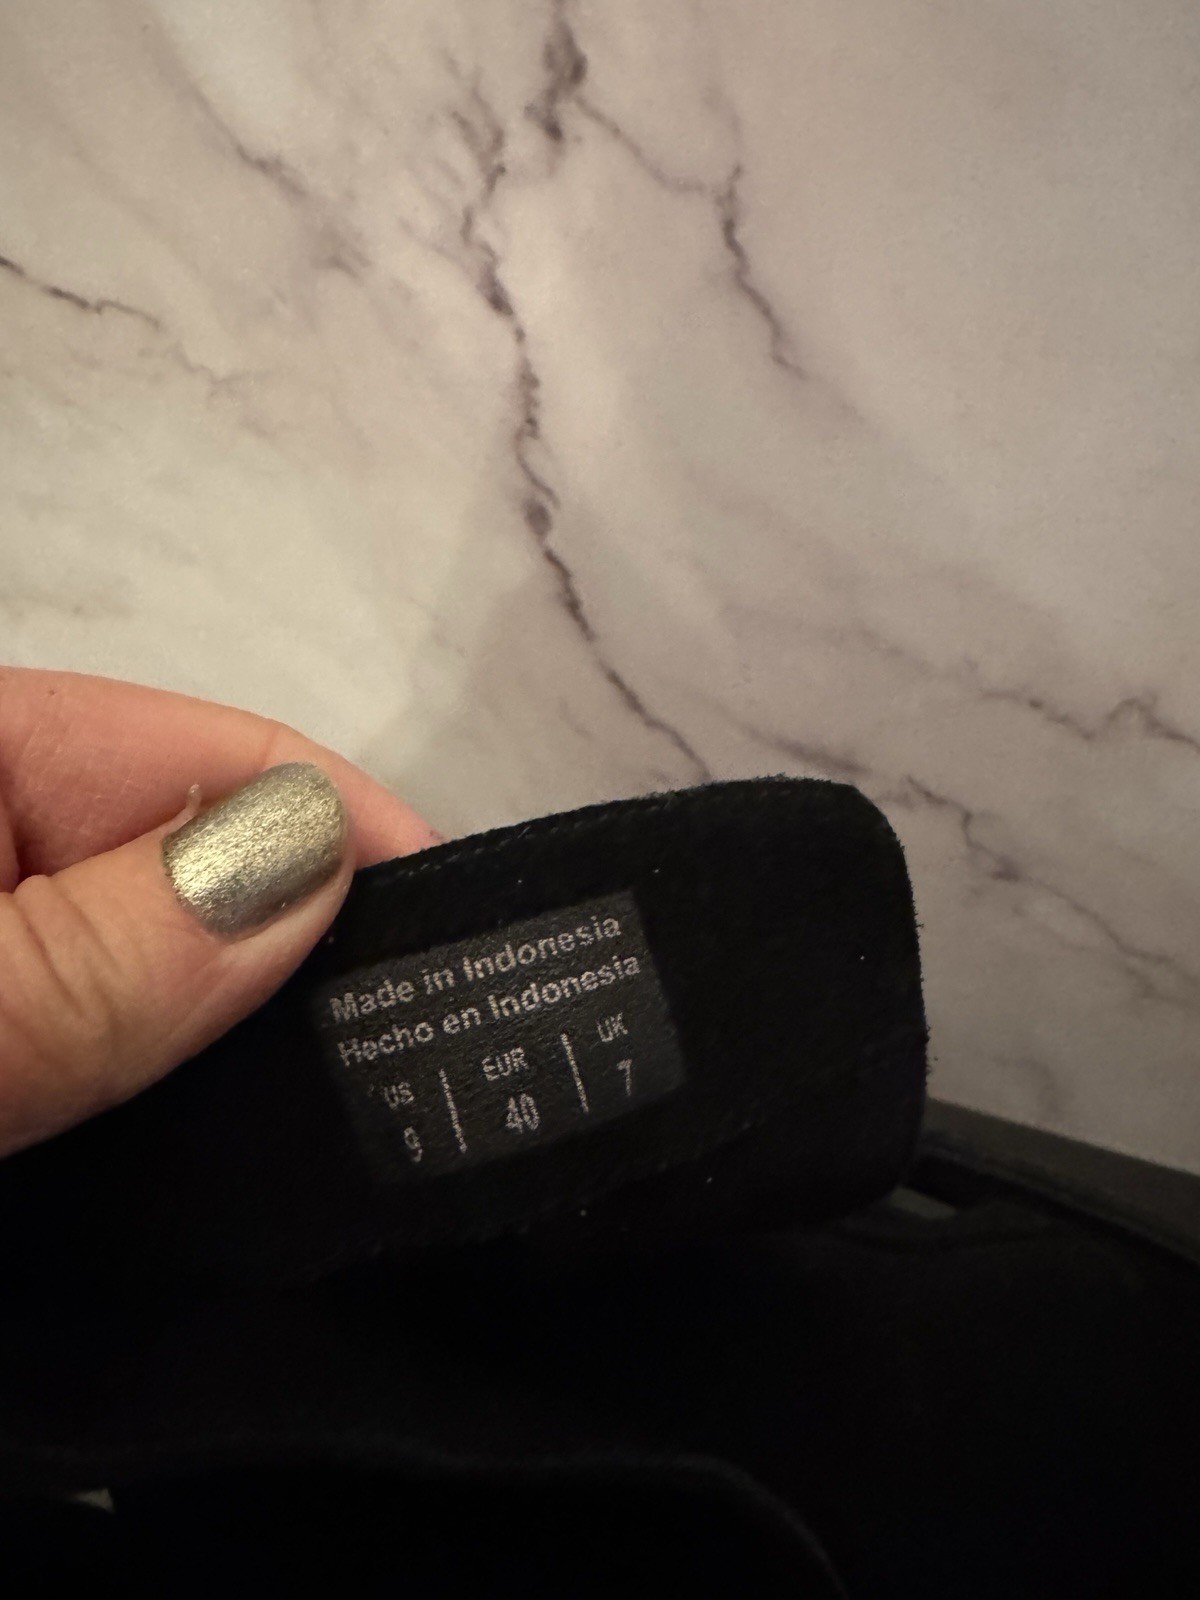 Made in Indonesia
Hecho en Indonesia
US | EUR | UK
9 | 40 | 7